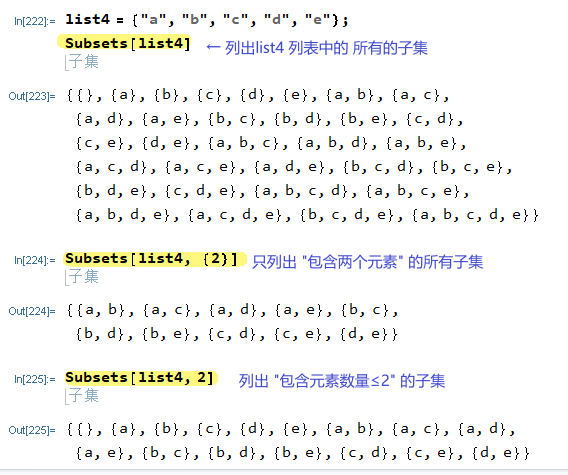 In[222]:= list4 = {"a", "b", "c", "d", "e"};
Subsets[list4] ← 列出list4 列表中的 所有的子集
子集
Out[223]= {{}, {a}, {b}, {c}, {d}, {e}, {a, b}, {a, c},
{a, d}, {a, e}, {b, c}, {b, d}, {b, e}, {c, d},
{c, e}, {d, e}, {a, b, c}, {a, b, d}, {a, b, e},
{a, c, d}, {a, c, e}, {a, d, e}, {b, c, d}, {b, c, e},
{b, d, e}, {c, d, e}, {a, b, c, d}, {a, b, c, e},
{a, b, d, e}, {a, c, d, e}, {b, c, d, e}, {a, b, c, d, e}}
In[224]:= Subsets[list4, {2}] 只列出 "包含两个元素" 的所有子集
子集
Out[224]= {{a, b}, {a, c}, {a, d}, {a, e}, {b, c},
{b, d}, {b, e}, {c, d}, {c, e}, {d, e}}
In[225]:= Subsets[list4, 2] 列出 "包含元素数量≤2" 的子集
子集
Out[225]= {{}, {a}, {b}, {c}, {d}, {e}, {a, b}, {a, c}, {a, d},
{a, e}, {b, c}, {b, d}, {b, e}, {c, d}, {c, e}, {d, e}}